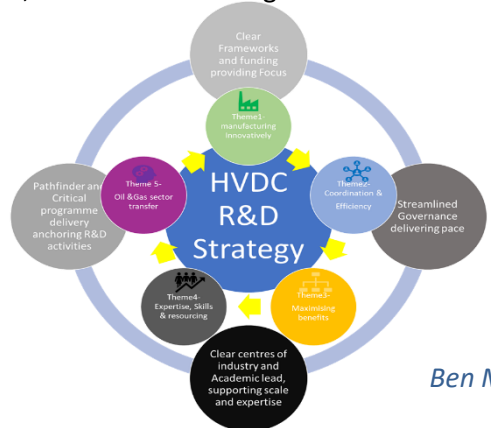 Clear
Frameworks
and funding
providing Focus
Theme1-
manufacturing
Innovatively
Theme 5-
Oil &Gas sector
transfer
HVDC
R&D
Strategy
Theme2-
Coordination &
Efficiency
Pathfinder and
Critical
programme
delivery
anchoring R&D
activities
Streamlined
Governance
delivering pace
Theme4-
Expertise, Skills
& resourcing
Theme3-
Maximising
benefits
Clear centres of
industry and
Academic lead,
supporting scale
and expertise
Ben